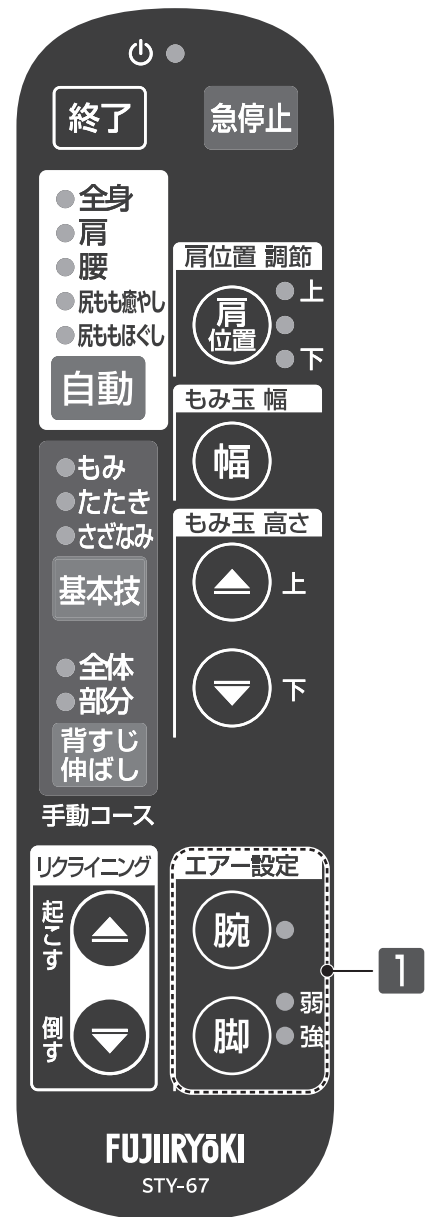 終了
急停止
全身
肩
腰
尻もも癒やし
尻ももほぐし
自動
肩位置 調節
肩
位置
上
下
もみ玉 幅
幅
もみ
たたき
さざなみ
基本技
もみ玉 高さ
上
下
全体
部分
背すじ
伸ばし
手動コース
リクライニング
起こす
倒す
エアー設定
腕
脚
弱
強
1
FUJIIRYōKI
STY-67